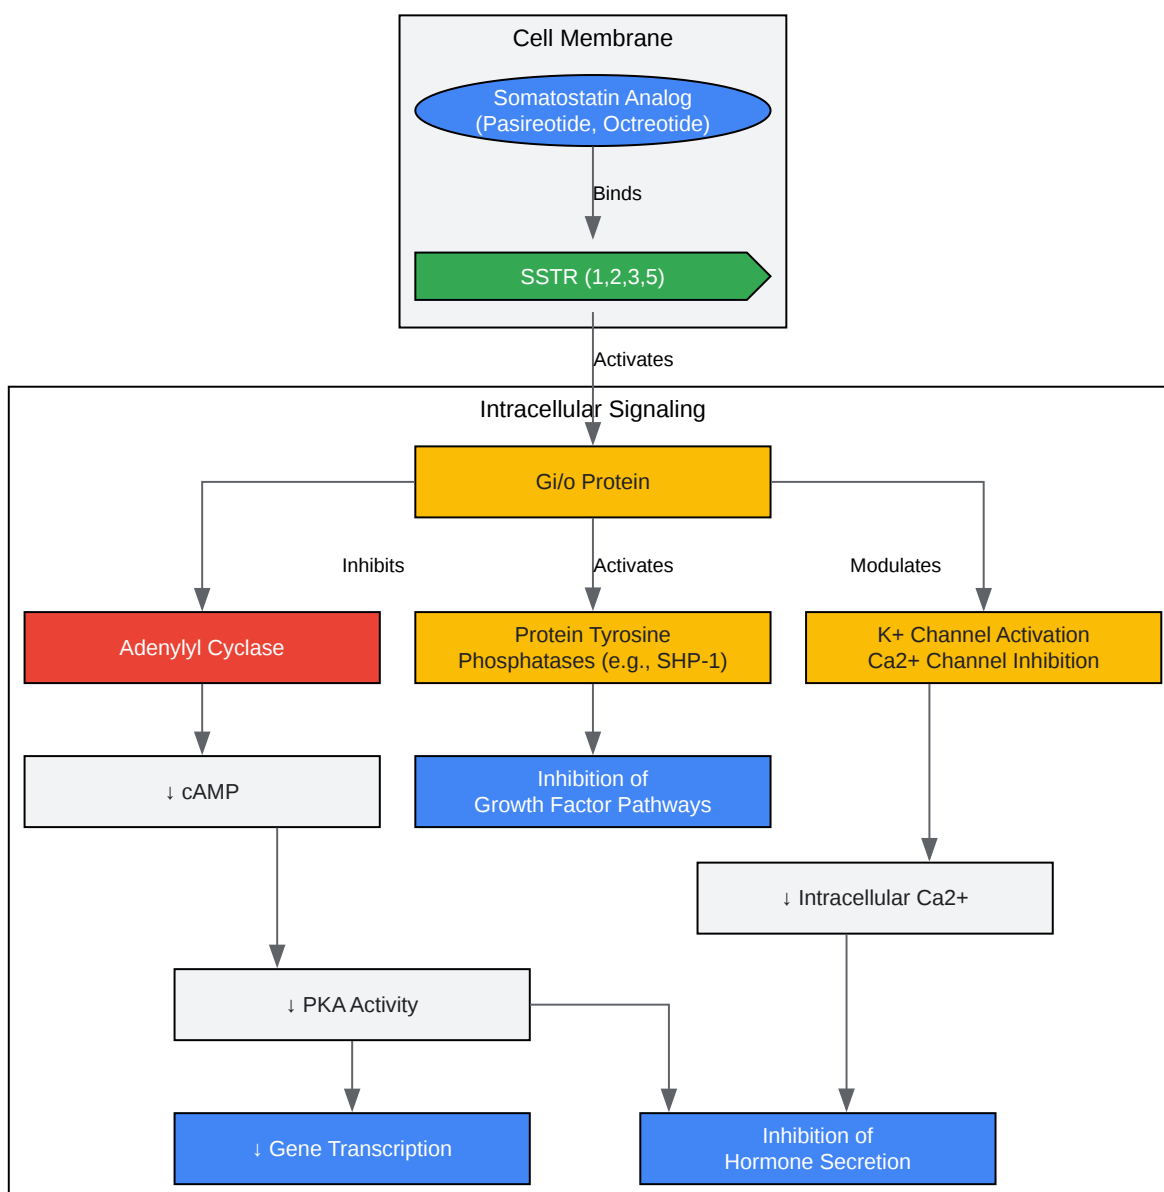 Cell Membrane
Somatostatin Analog
(Pasireotide, Octreotide)
Binds
SSTR (1,2,3,5)
Activates
Intracellular Signaling
Gi/o Protein
Inhibits
Activates
Modulates
Adenylyl Cyclase
Protein Tyrosine
Phosphatases (e.g., SHP-1)
K+ Channel Activation
Ca2+ Channel Inhibition
↓ cAMP
Inhibition of
Growth Factor Pathways
↓ Intracellular Ca2+
↓ PKA Activity
↓ Gene Transcription
Inhibition of
Hormone Secretion